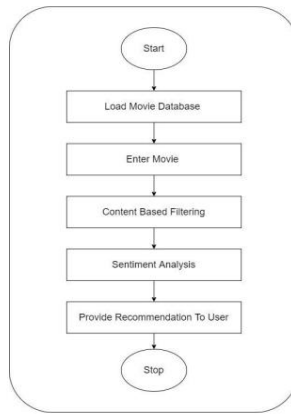 Start
Load Movie Database
Enter Movie
Content Based Filtering
Sentiment Analysis
Provide Recommendation To User
Stop